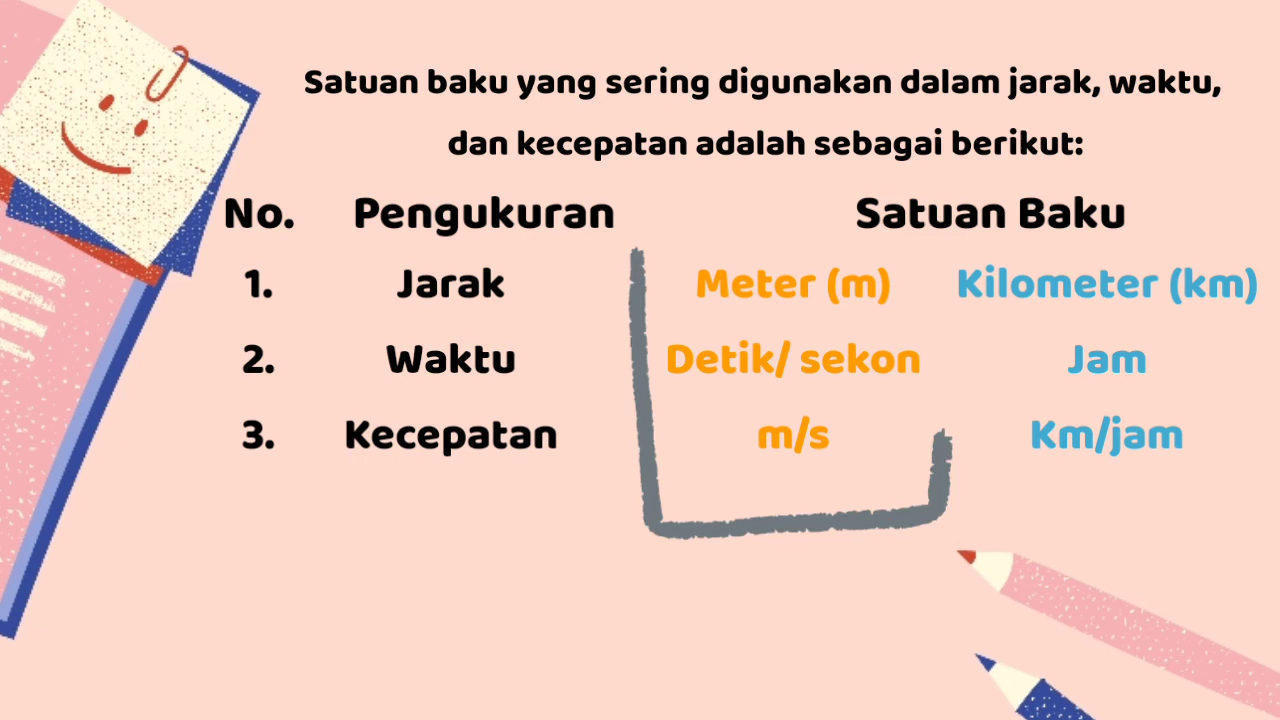 Satuan baku yang sering digunakan dalam jarak, waktu,
dan kecepatan adalah sebagai berikut:
No. Pengukuran Satuan Baku
1. Jarak Meter (m) Kilometer (km)
2. Waktu Detik/ sekon Jam
3. Kecepatan m/s Km/jam